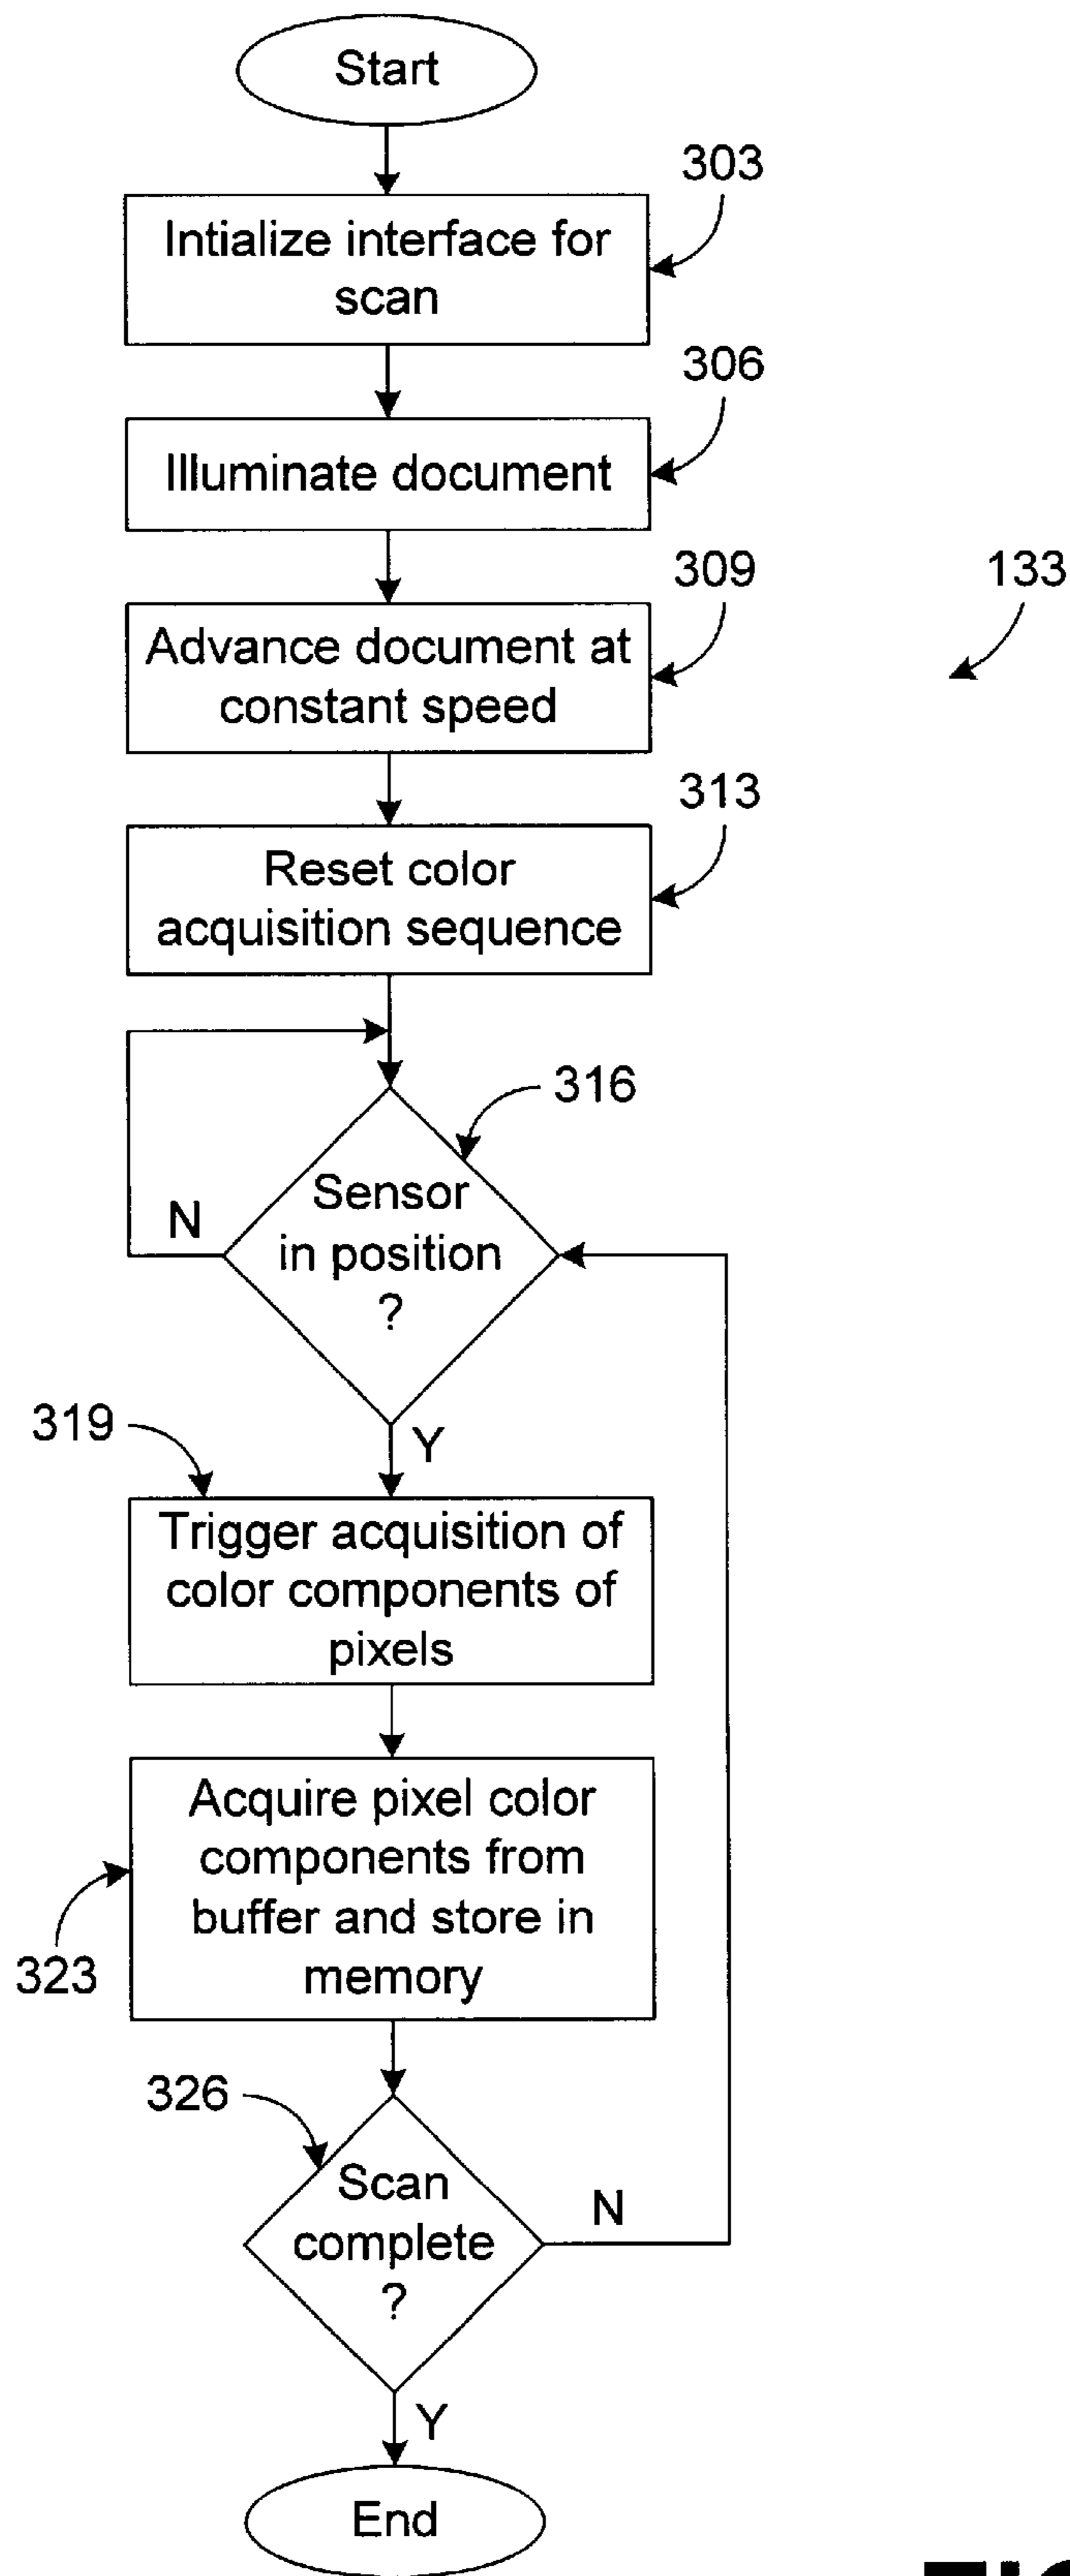 Start
303
Intialize interface for
scan
306
Illuminate document
309
133
Advance document at
constant speed
313
Reset color
acquisition sequence
316
Sensor
in position
?
N
319
Y
Trigger acquisition of
color components of
pixels
Acquire pixel color
components from
buffer and store in
memory
323
326
Scan
complete
?
N
Y
End